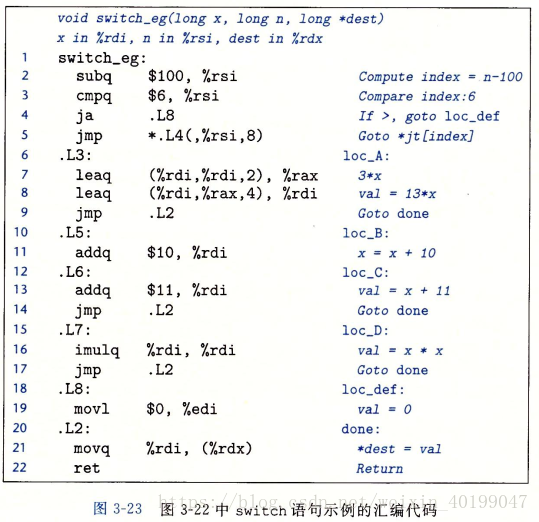 void switch_eg(long x, long n, long *dest)
x in %rdi, n in %rsi, dest in %rdx
1 switch_eg:
2 subq $100, %rsi Compute index = n-100
3 cmpq $6, %rsi Compare index:6
4 ja .L8 If >, goto loc_def
5 jmp *.L4(,%rsi,8) Goto *jt[index]
6 .L3: loc_A:
7 leaq (%rdi,%rdi,2), %rax 3*x
8 leaq (%rdi,%rax,4), %rdi val = 13*x
9 jmp .L2 Goto done
10 .L5: loc_B:
11 addq $10, %rdi x = x + 10
12 .L6: loc_C:
13 addq $11, %rdi val = x + 11
14 jmp .L2 Goto done
15 .L7: loc_D:
16 imulq %rdi, %rdi val = x * x
17 jmp .L2 Goto done
18 .L8: loc_def:
19 movl $0, %edi val = 0
20 .L2: done:
21 movq %rdi, (%rdx) *dest = val
22 ret Return
图 3-23 图 3-22 中 switch 语句示例的汇编代码
https://blog.csdn.net/weixin_40199047